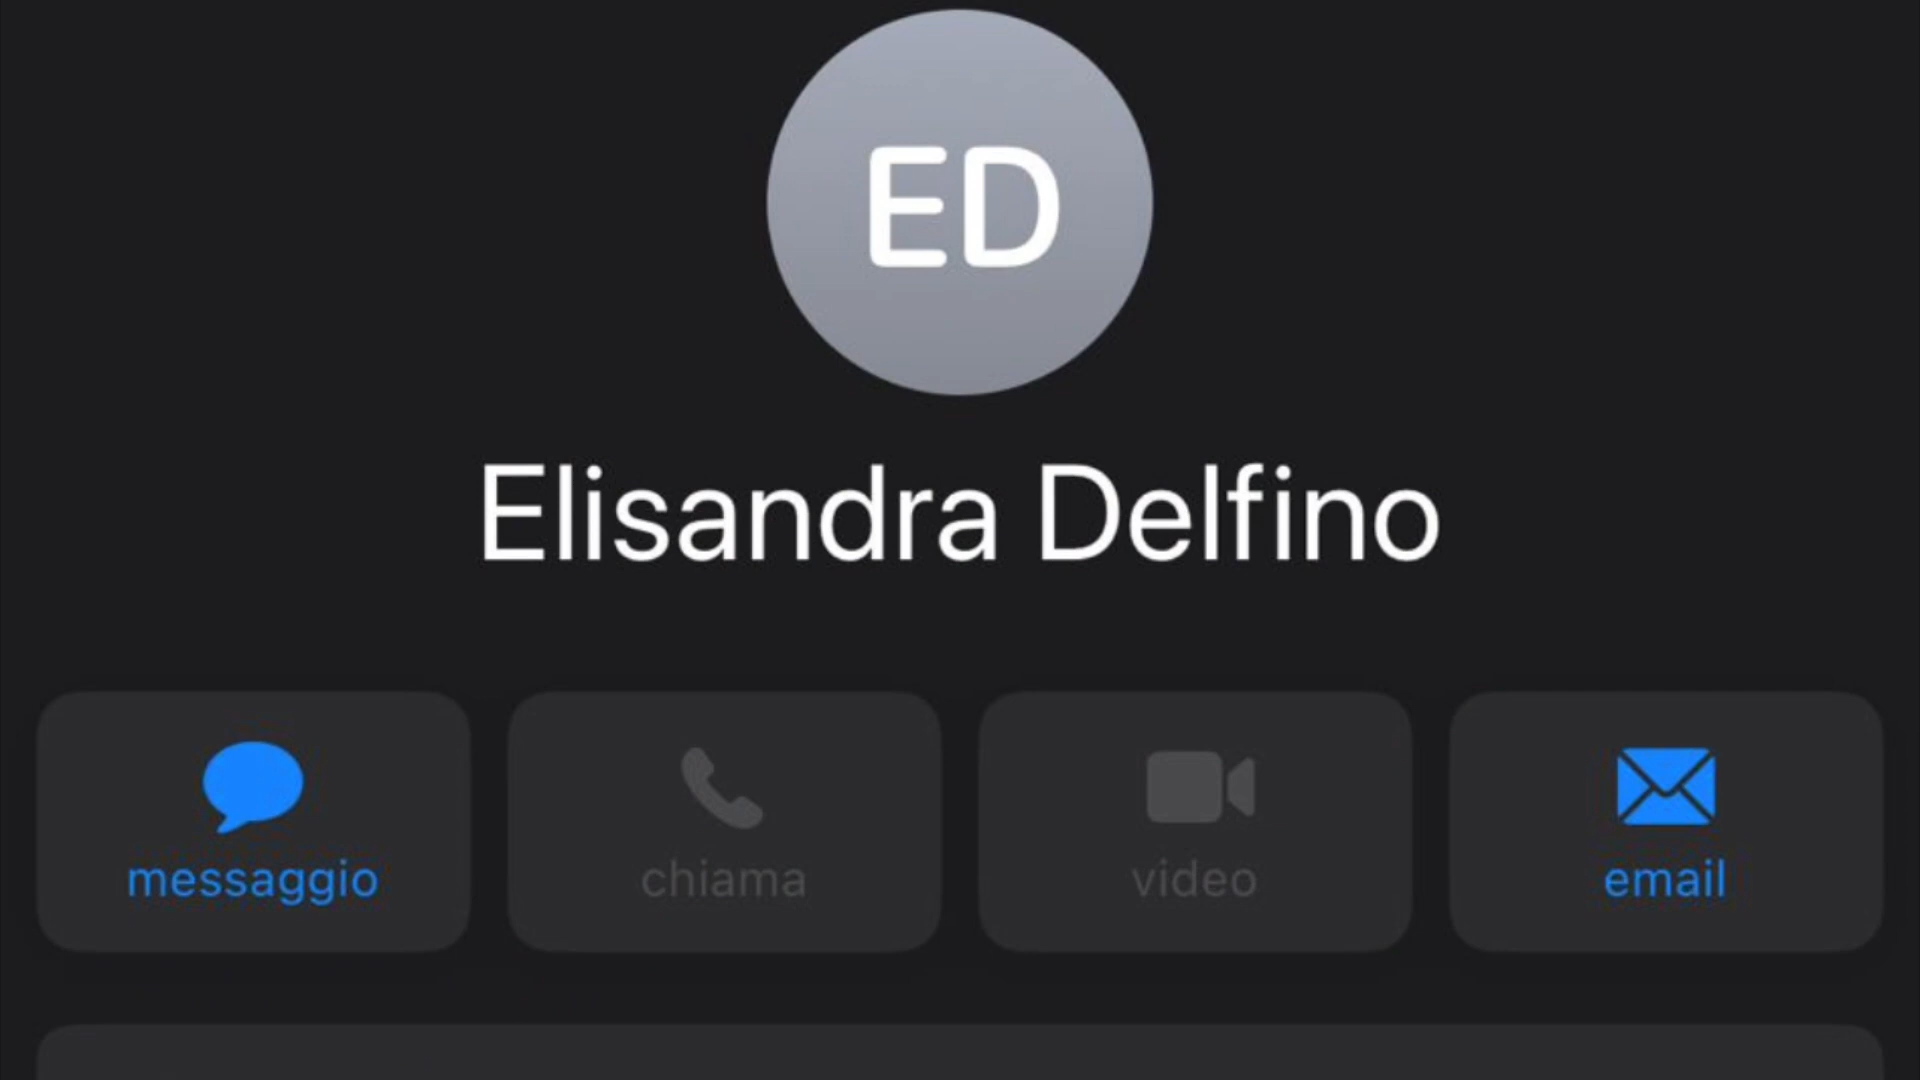 ED
Elisandra Delfino
messaggio
chiama
video
email